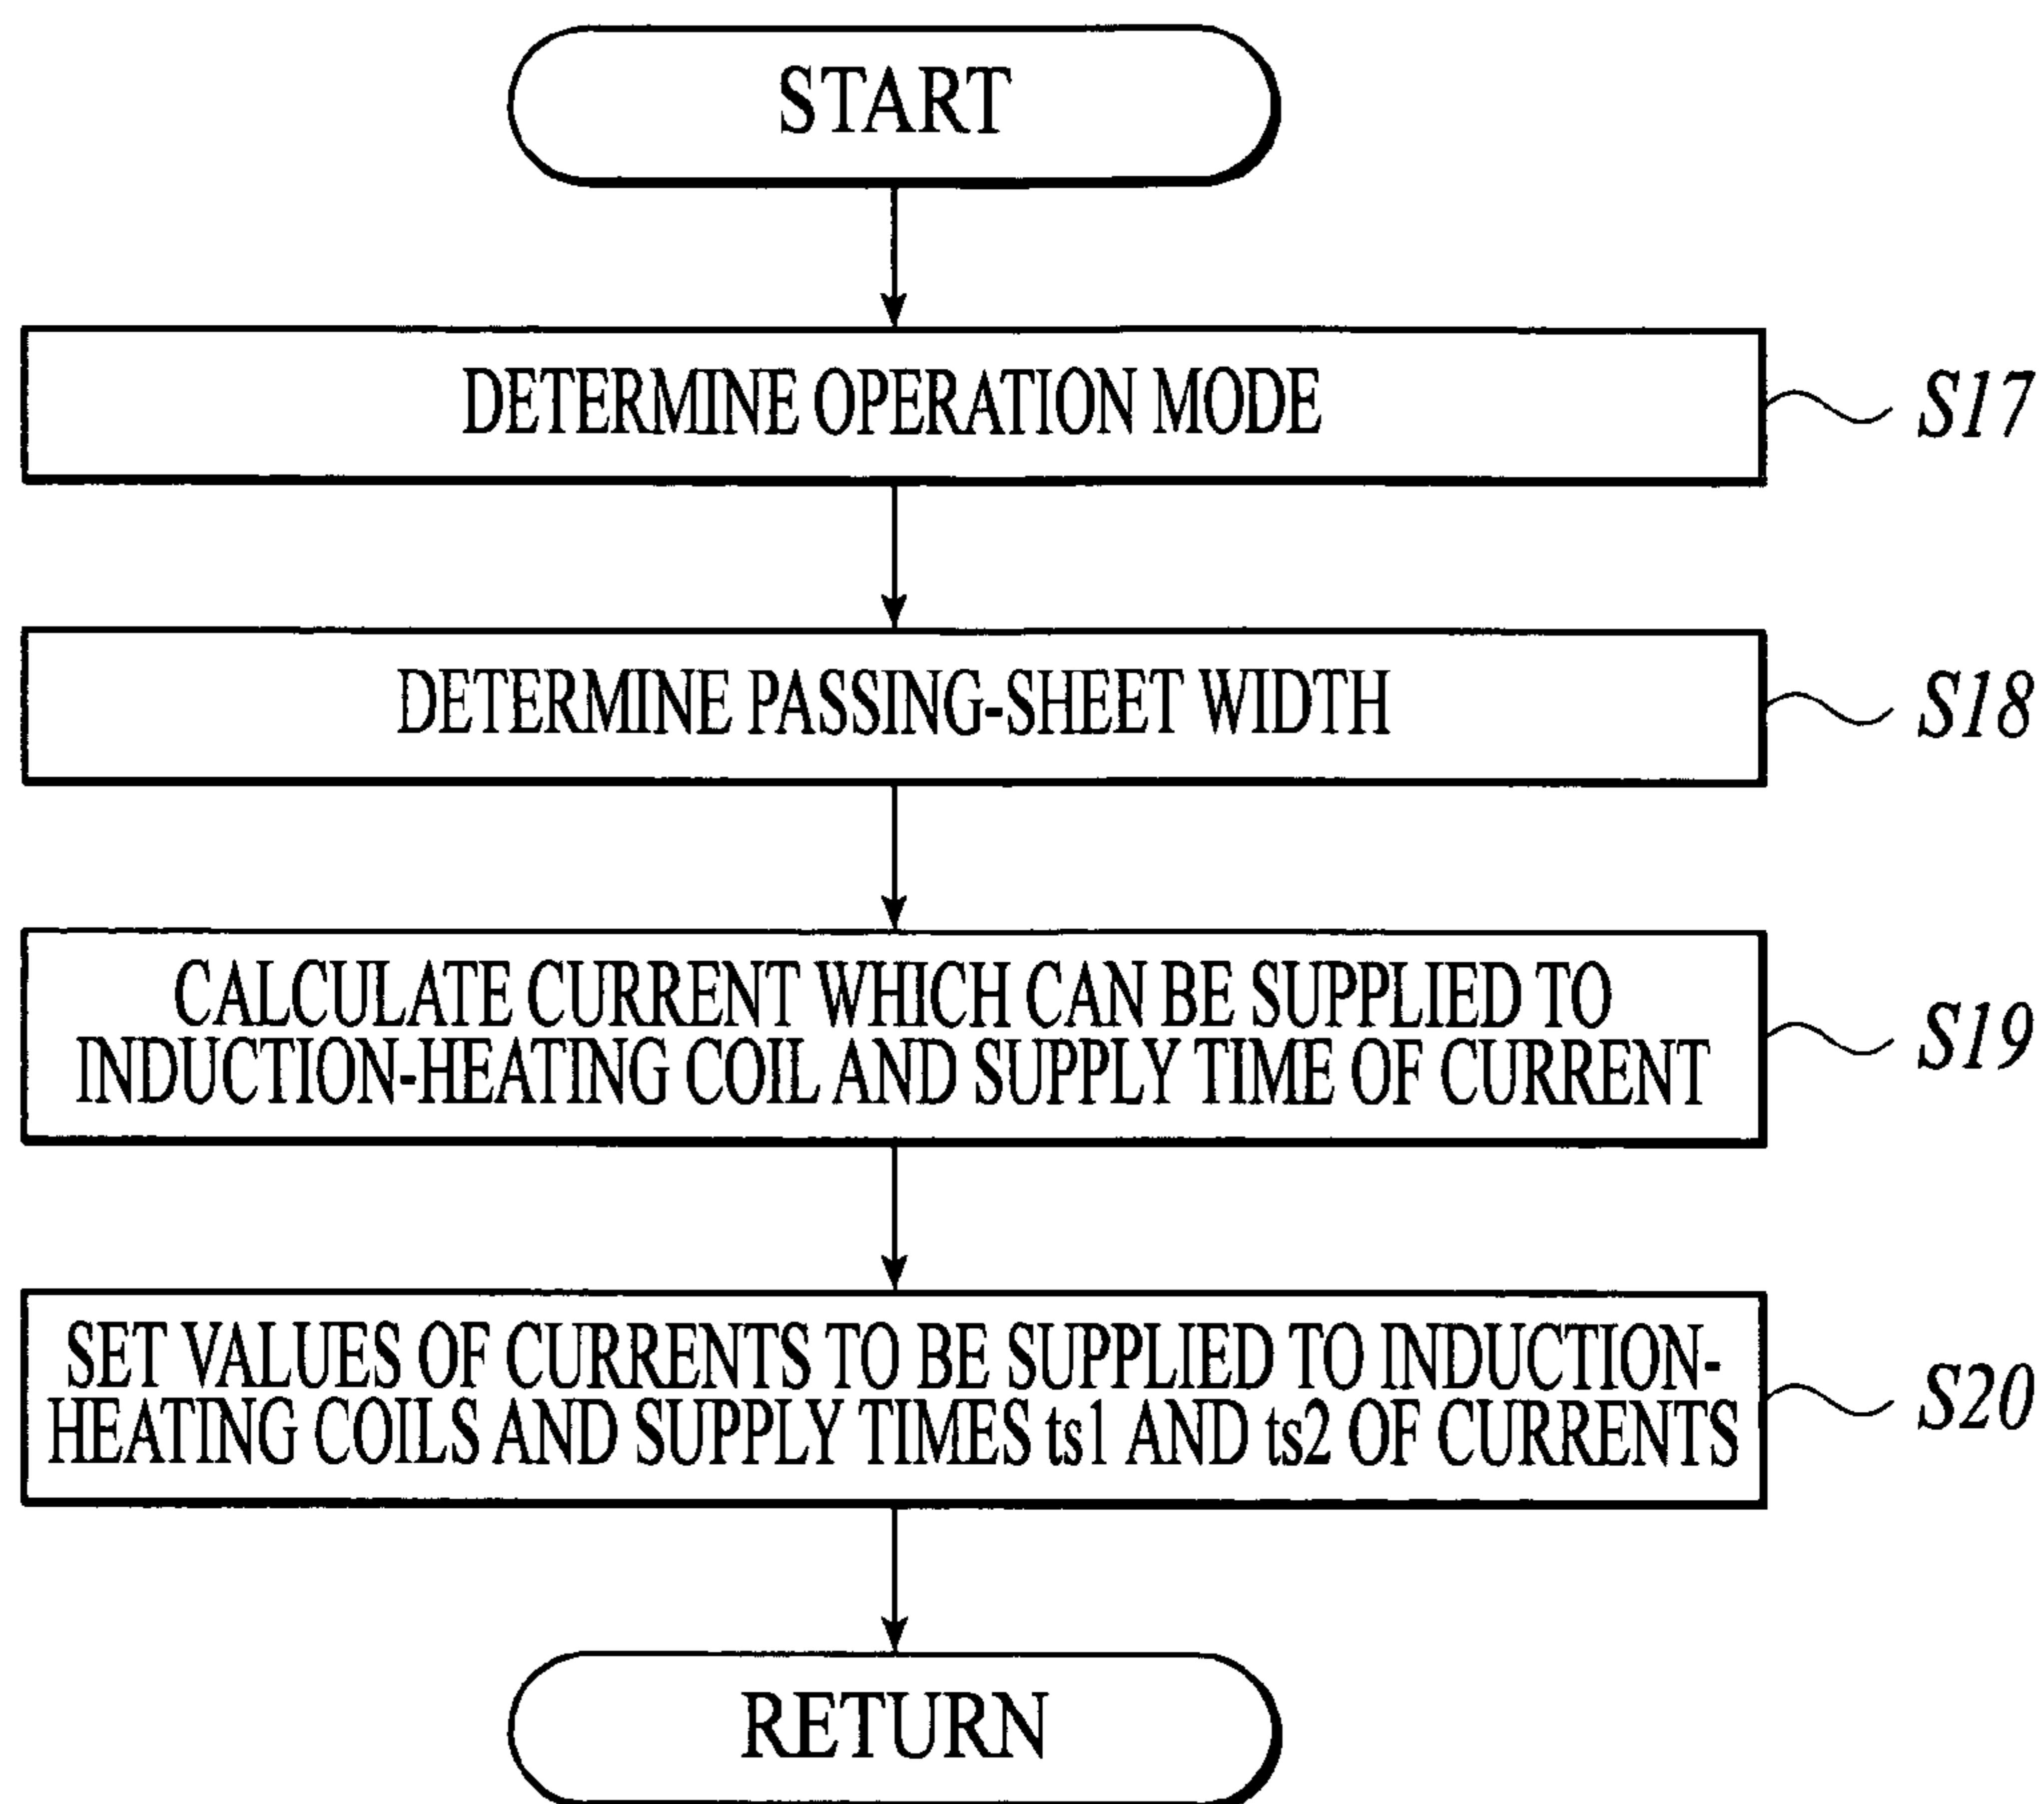 START
DETERMINE OPERATION MODE
S17
DETERMINE PASSING-SHEET WIDTH
S18
CALCULATE CURRENT WHICH CAN BE SUPPLIED TO
INDUCTION-HEATING COIL AND SUPPLY TIME OF CURRENT
S19
SET VALUES OF CURRENTS TO BE SUPPLIED TO INDUCTION-
HEATING COILS AND SUPPLY TIMES ts1 AND ts2 OF CURRENTS
S20
RETURN